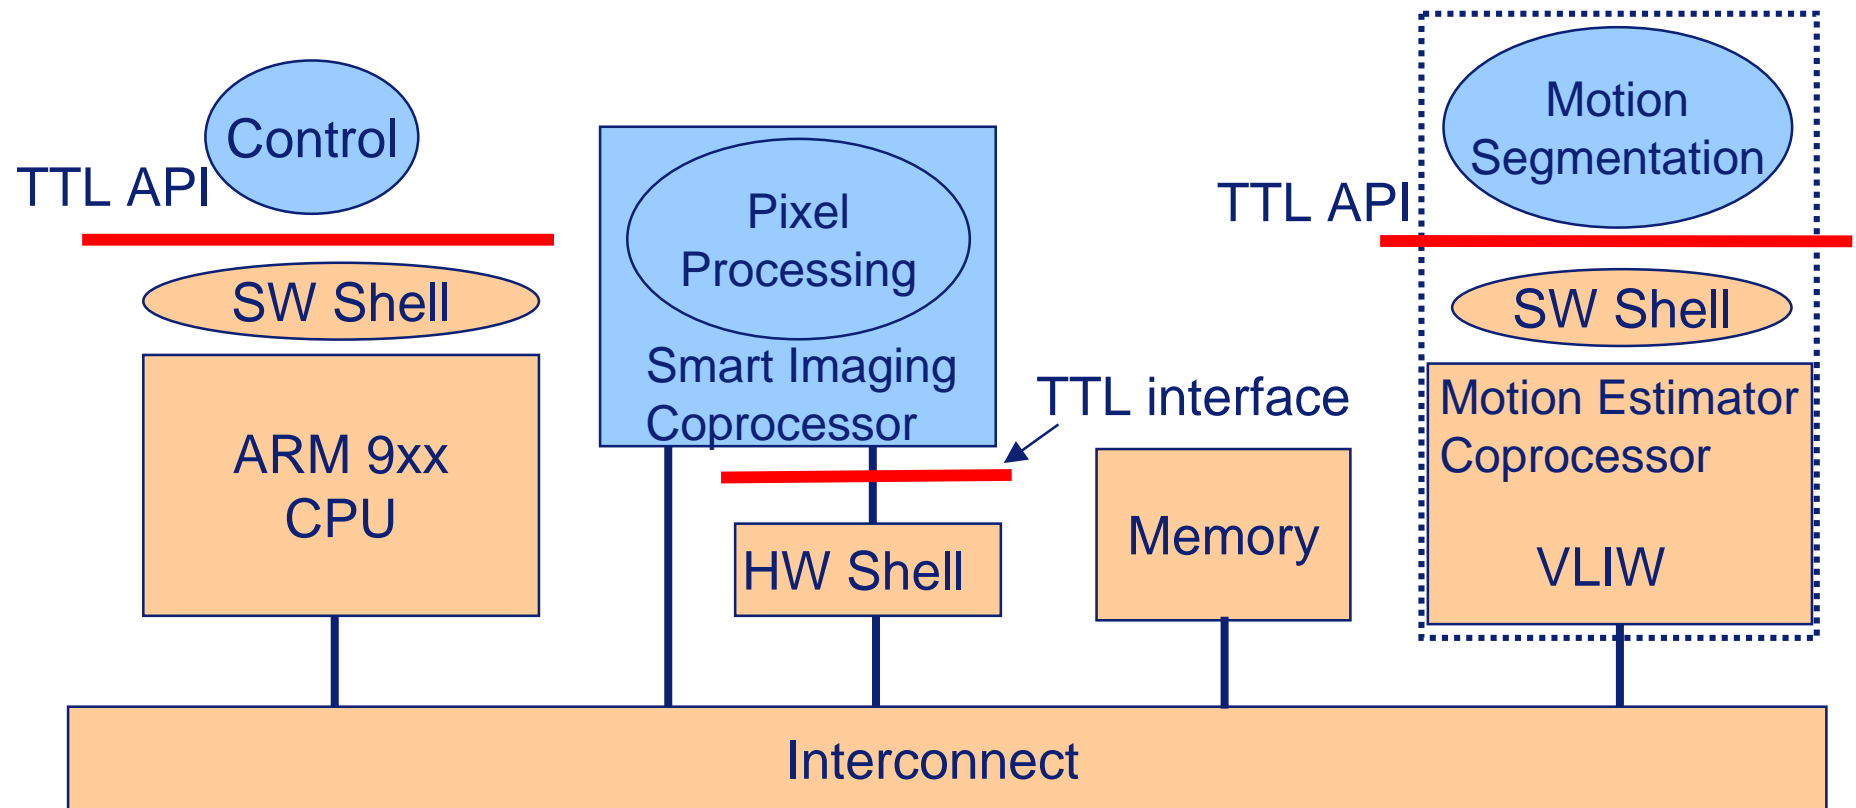 Control
TTL API
SW Shell
ARM 9xx
CPU
Pixel
Processing
Smart Imaging
Coprocessor
TTL interface
HW Shell
Memory
Motion
Segmentation
TTL API
SW Shell
Motion Estimator
Coprocessor
VLIW
Interconnect